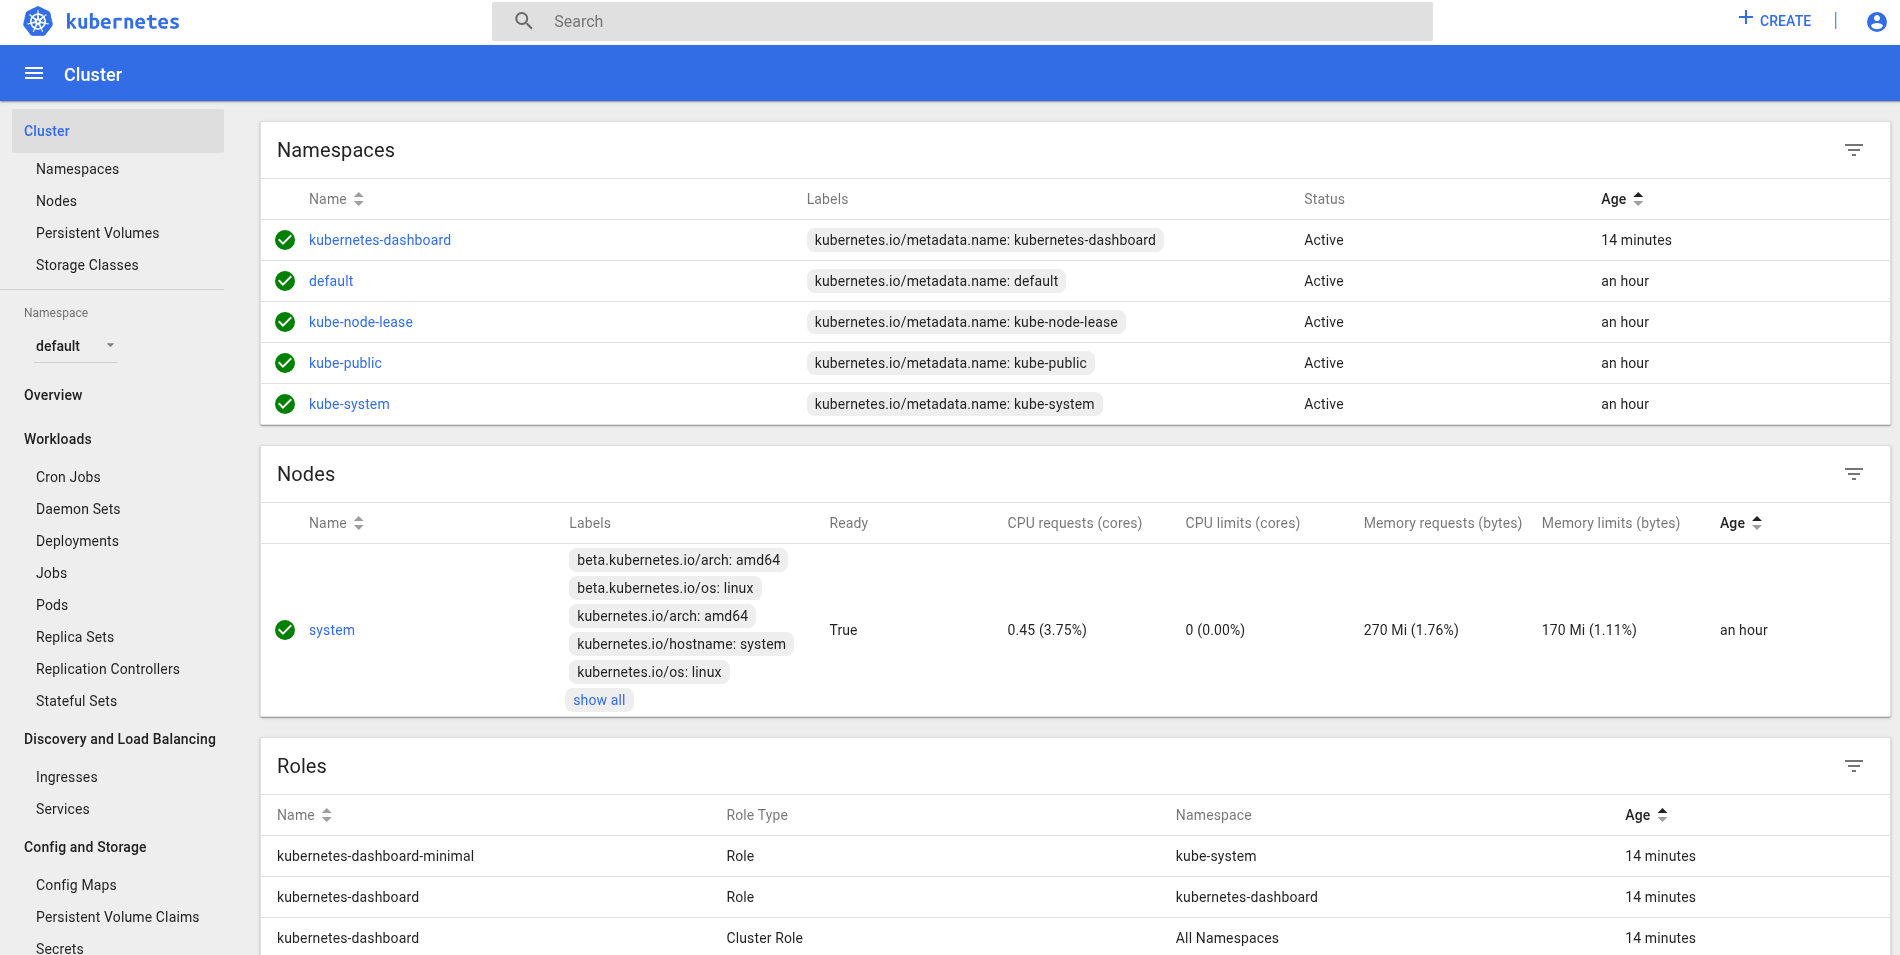 kubernetes
Search
CREATE
Cluster
Cluster
Namespaces
Nodes
Persistent Volumes
Storage Classes
Namespace
default
Overview
Workloads
Cron Jobs
Daemon Sets
Deployments
Jobs
Pods
Replica Sets
Replication Controllers
Stateful Sets
Discovery and Load Balancing
Ingresses
Services
Config and Storage
Config Maps
Persistent Volume Claims
Secrets
Namespaces
Name Labels Status Age
kubernetes-dashboard kubernetes.io/metadata.name: kubernetes-dashboard Active 14 minutes
default kubernetes.io/metadata.name: default Active an hour
kube-node-lease kubernetes.io/metadata.name: kube-node-lease Active an hour
kube-public kubernetes.io/metadata.name: kube-public Active an hour
kube-system kubernetes.io/metadata.name: kube-system Active an hour
Nodes
Name Labels Ready CPU requests (cores) CPU limits (cores) Memory requests (bytes) Memory limits (bytes) Age
beta.kubernetes.io/arch: amd64
beta.kubernetes.io/os: linux
kubernetes.io/arch: amd64
system True 0.45 (3.75%) 0 (0.00%) 270 Mi (1.76%) 170 Mi (1.11%) an hour
kubernetes.io/hostname: system
kubernetes.io/os: linux
show all
Roles
Name Role Type Namespace Age
kubernetes-dashboard-minimal Role kube-system 14 minutes
kubernetes-dashboard Role kubernetes-dashboard 14 minutes
kubernetes-dashboard Cluster Role All Namespaces 14 minutes